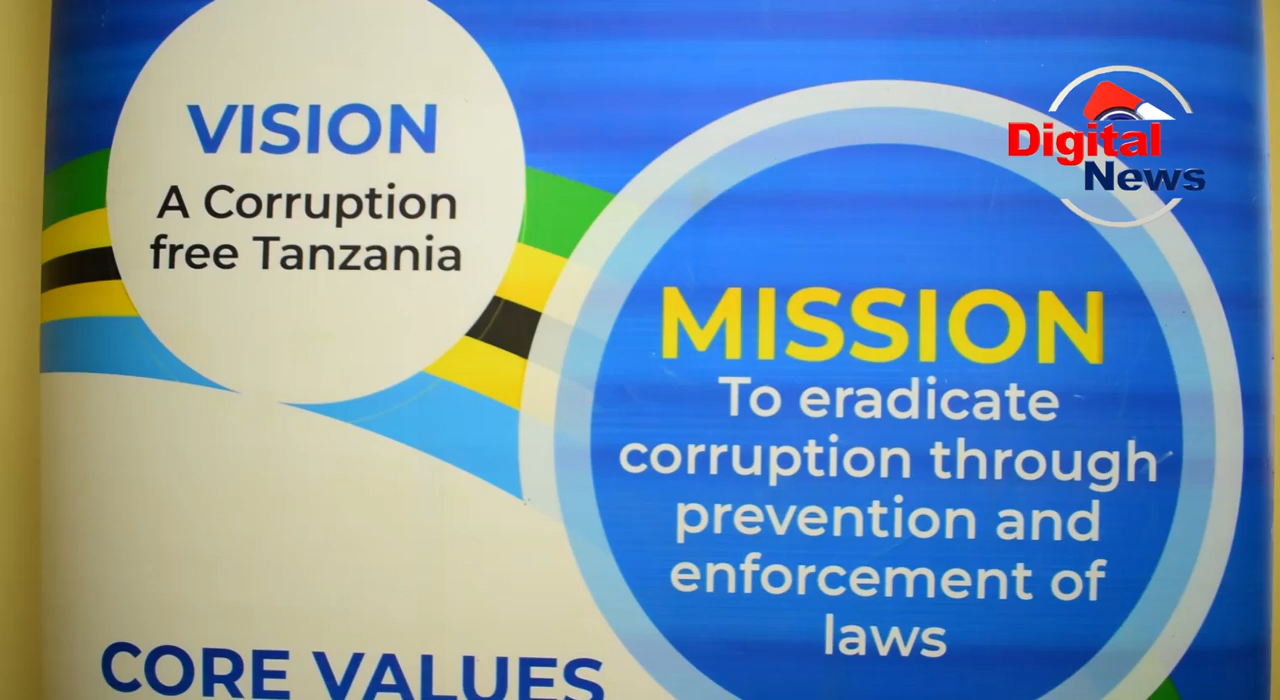 VISION
A Corruption
free Tanzania
Digital
News
MISSION
To eradicate
corruption through
prevention and
enforcement of
laws
CORE VALUES